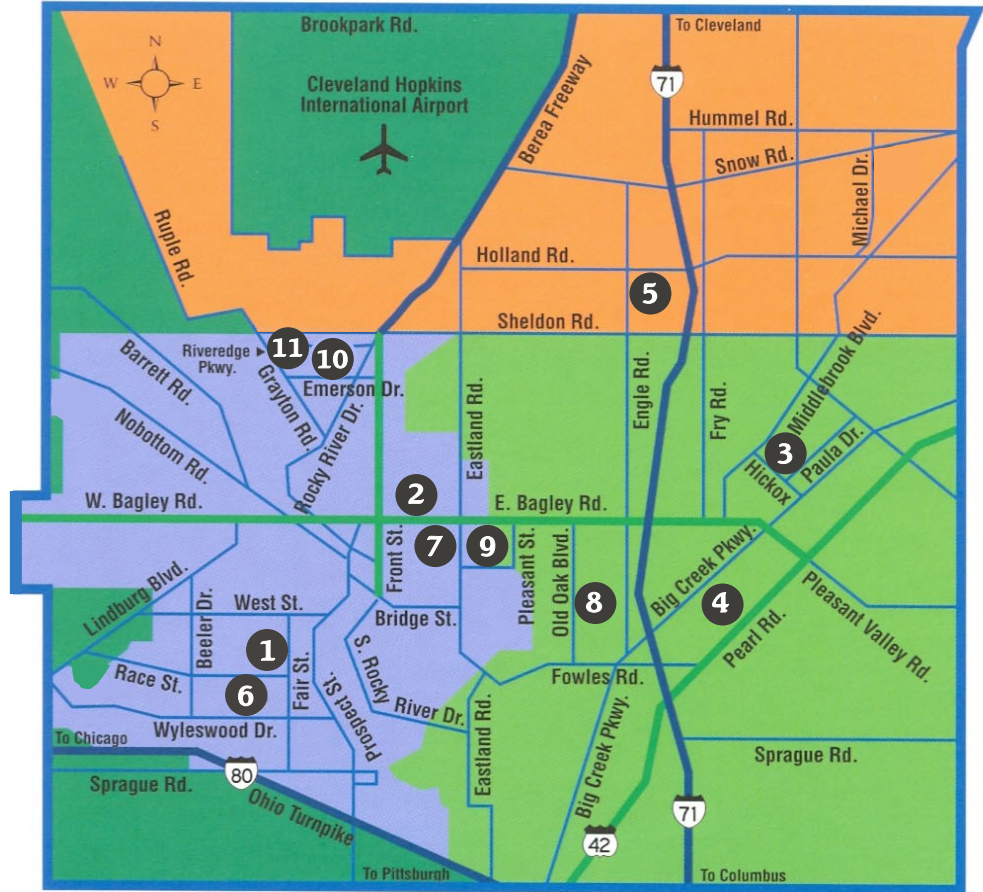 Brookpark Rd.
To Cleveland
N
W
E
S
Cleveland Hopkins
International Airport
71
Berea Freeway
Hummel Rd.
Snow Rd.
Michael Dr.
Ruple Rd.
Holland Rd.
5
Sheldon Rd.
Riveredge
Pkwy.
11
10
Barrett Rd.
Grayton Rd.
Emerson Dr.
Rocky River Dr.
Eastland Rd.
Engle Rd.
Fry Rd.
Middlebrook Blvd.
Nobottom Rd.
3
Paula Dr.
Hickox
W. Bagley Rd.
2
E. Bagley Rd.
Front St.
7
9
Pleasant St.
Old Oak Blvd.
8
Big Creek Pkwy.
4
Pearl Rd.
Pleasant Valley Rd.
Lindburg Blvd.
Beeler Dr.
West St.
Bridge St.
1
Fair St.
Race St.
6
Prospect St.
S. Rocky
River Dr.
Fowles Rd.
Wyleswood Dr.
Eastland Rd.
Big Creek Pkwy.
To Chicago
Sprague Rd.
80
Sprague Rd.
Ohio Turnpike
42
71
To Pittsburgh
To Columbus